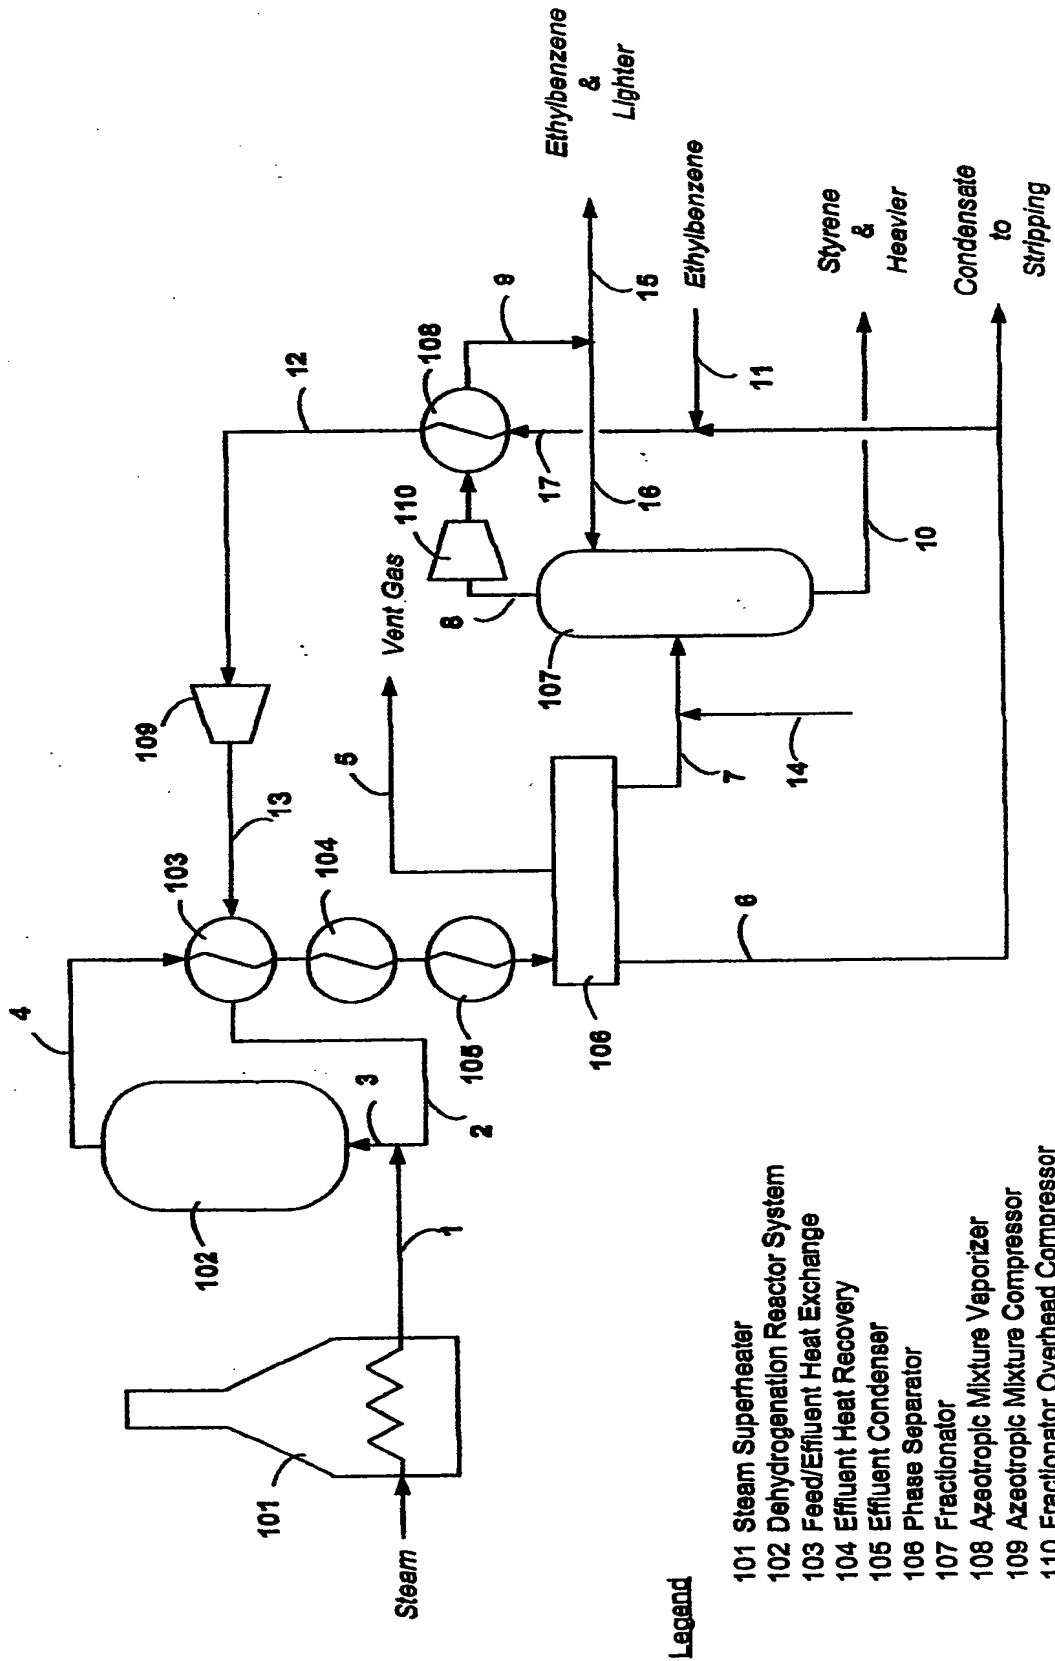 Steam
101
1
102
3
2
4
103
104
105
106
13
109
12
5
Vent Gas
6
7
14
107
8
110
108
9
16
15
17
11
10
Ethylbenzene
&
Lighter
Ethylbenzene
Styrene
&
Heavier
Condensate
to
Stripping
Legend
101 Steam Superheater
102 Dehydrogenation Reactor System
103 Feed/Effluent Heat Exchange
104 Effluent Heat Recovery
105 Effluent Condenser
106 Phase Separator
107 Fractionator
108 Azeotropic Mixture Vaporizer
109 Azeotropic Mixture Compressor
110 Fractionator Overhead Compressor